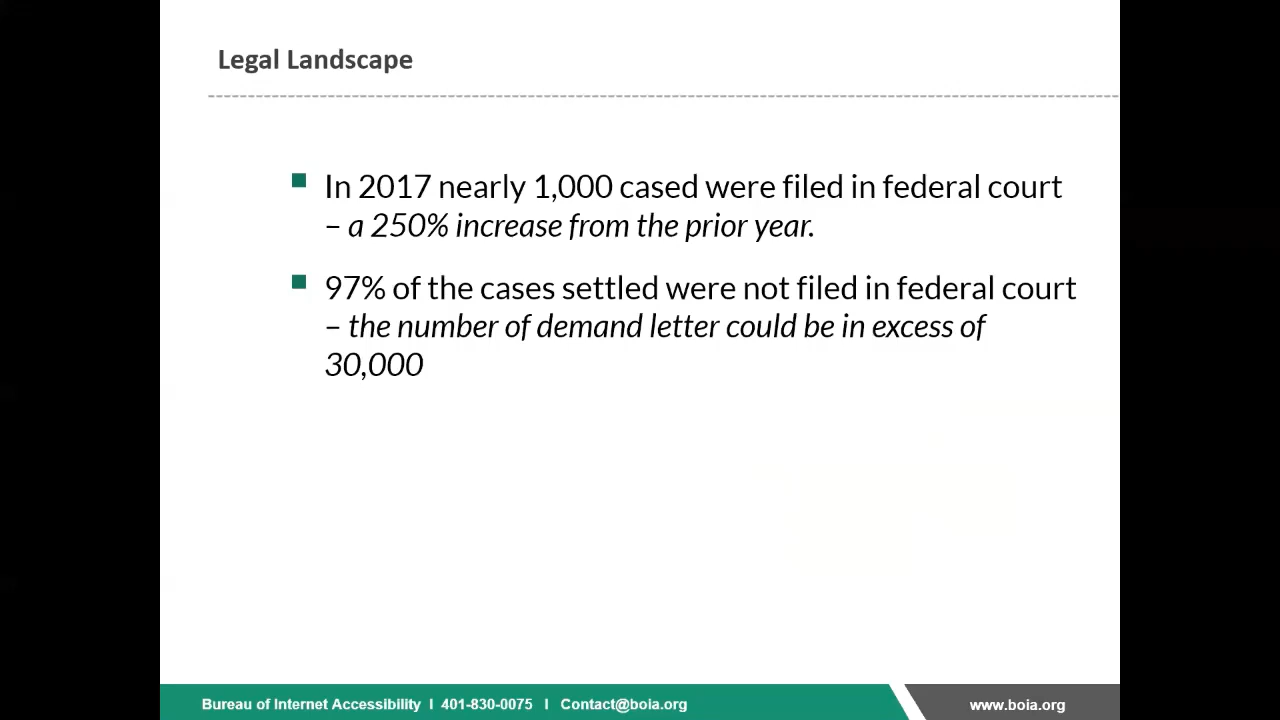 Legal Landscape
In 2017 nearly 1,000 cased were filed in federal court
– a 250% increase from the prior year.
97% of the cases settled were not filed in federal court
– the number of demand letter could be in excess of
30,000
Bureau of Internet Accessibility I 401-830-0075 I Contact@boia.org
www.boia.org